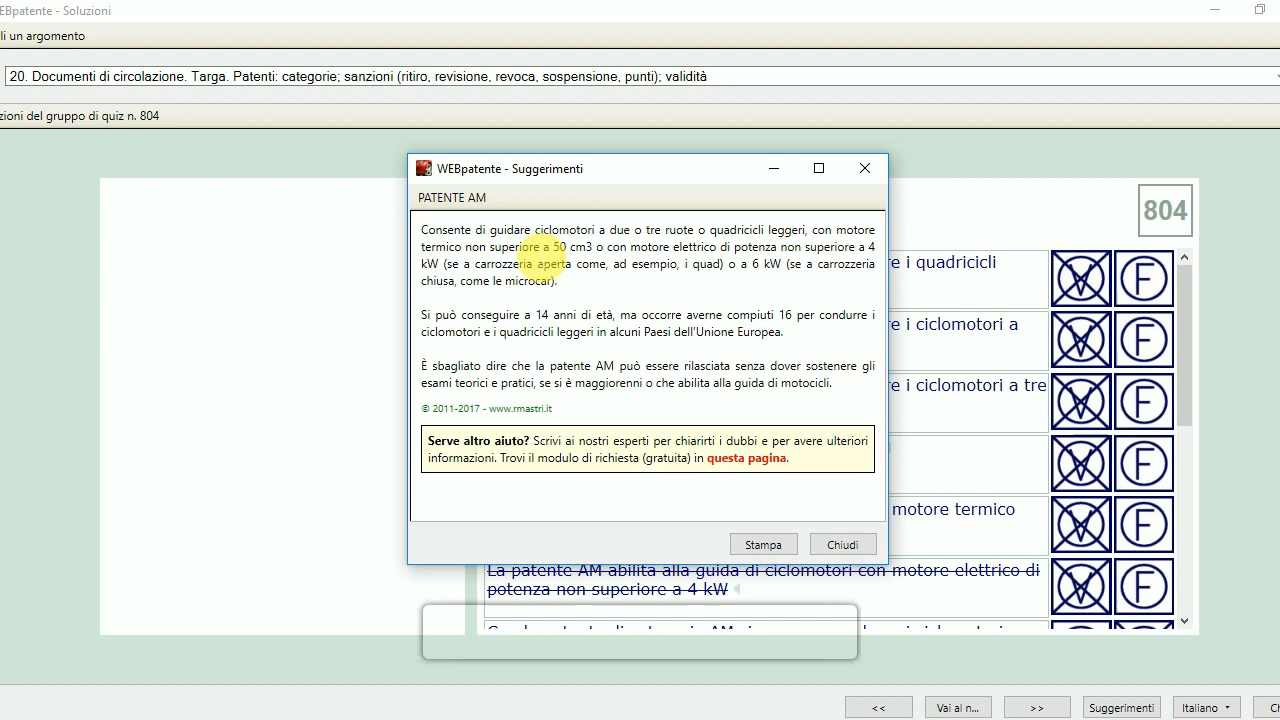 EBpatente - Soluzioni
li un argomento
20. Documenti di circolazione. Targa. Patenti: categorie; sanzioni (ritiro, revisione, revoca, sospensione, punti); validità
zioni del gruppo di quiz n. 804
WEBpatente - Suggerimenti
PATENTE AM
Consente di guidare ciclomotori a due o tre ruote o quadricicli leggeri, con motore
termico non superiore a 50 cm3 o con motore elettrico di potenza non superiore a 4
kW (se a carrozzeria aperta come, ad esempio, i quad) o a 6 kW (se a carrozzeria
chiusa, come le microcar).
Si può conseguire a 14 anni di età, ma occorre averne compiuti 16 per condurre i
ciclomotori e i quadricicli leggeri in alcuni Paesi dell'Unione Europea.
È sbagliato dire che la patente AM può essere rilasciata senza dover sostenere gli
esami teorici e pratici, se si è maggiorenni o che abilita alla guida di motocicli.
© 2011-2017 - www.rmastri.it
Serve altro aiuto? Scrivi ai nostri esperti per chiarirti i dubbi e per avere ulteriori
informazioni. Trovi il modulo di richiesta (gratuita) in questa pagina.
Stampa
Chiudi
804
re i quadricicli
V F
re i ciclomotori a
V F
re i ciclomotori a tre
V F
V F
motore termico
V F
La patente AM abilita alla guida di ciclomotori con motore elettrico di
potenza non superiore a 4 kW
V F
<<
Vai al n...
>>
Suggerimenti
Italiano